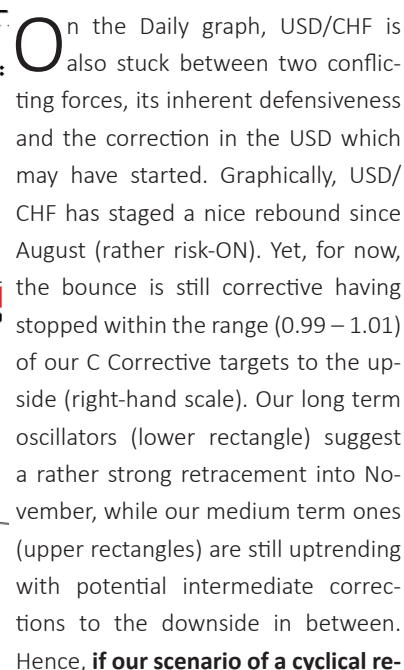 On the Daily graph, USD/CHF is
also stuck between two conflic-
ting forces, its inherent defensiveness
and the correction in the USD which
may have started. Graphically, USD/
CHF has staged a nice rebound since
August (rather risk-ON). Yet, for now,
the bounce is still corrective having
stopped within the range (0.99 – 1.01)
of our C Corrective targets to the up-
side (right-hand scale). Our long term
oscillators (lower rectangle) suggest
a rather strong retracement into No-
vember, while our medium term ones
(upper rectangles) are still uptrending
with potential intermediate correc-
tions to the downside in between.
Hence, if our scenario of a cyclical re-